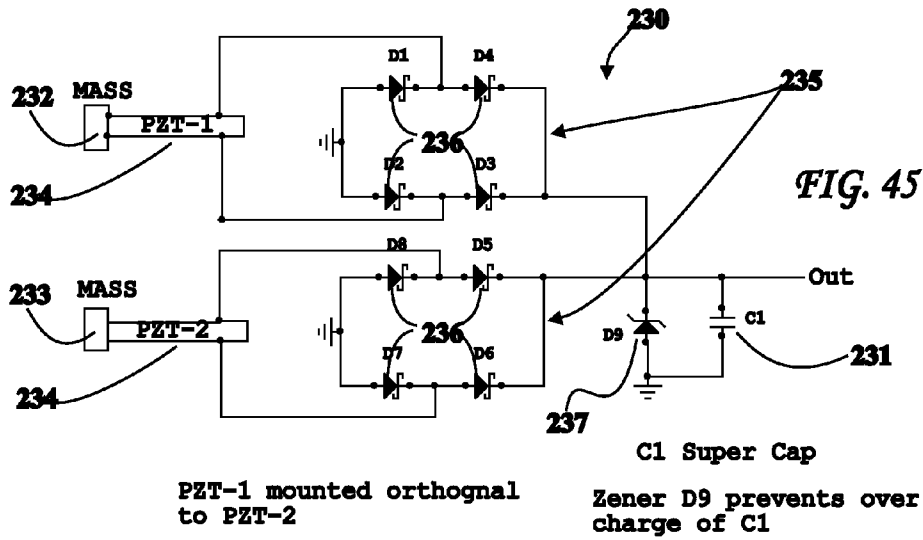 230
D1
D4
235
232
MASS
PZT-1
236
234
D2
D3
FIG. 45
D8
D5
Out
233
MASS
PZT-2
236
D9
C1
231
234
D7
D6
237
C1 Super Cap
PZT-1 mounted orthognal
to PZT-2
Zener D9 prevents over
charge of C1